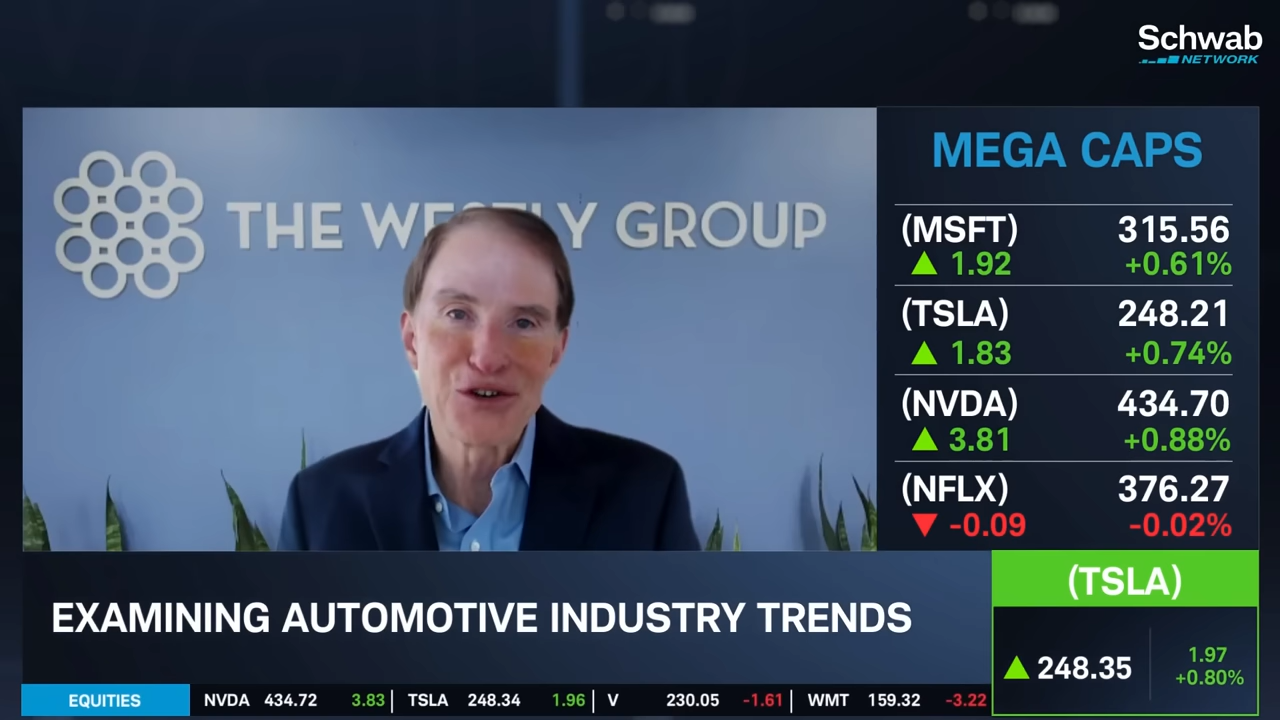 Schwab
NETWORK
THE WESTLY GROUP
MEGA CAPS
(MSFT) 315.56
▲ 1.92 +0.61%
(TSLA) 248.21
▲ 1.83 +0.74%
(NVDA) 434.70
▲ 3.81 +0.88%
(NFLX) 376.27
▼ -0.09 -0.02%
EXAMINING AUTOMOTIVE INDUSTRY TRENDS
(TSLA)
▲ 248.35 1.97
+0.80%
EQUITIES NVDA 434.72 3.83 TSLA 248.34 1.96 V 230.05 -1.61 WMT 159.32 -3.22